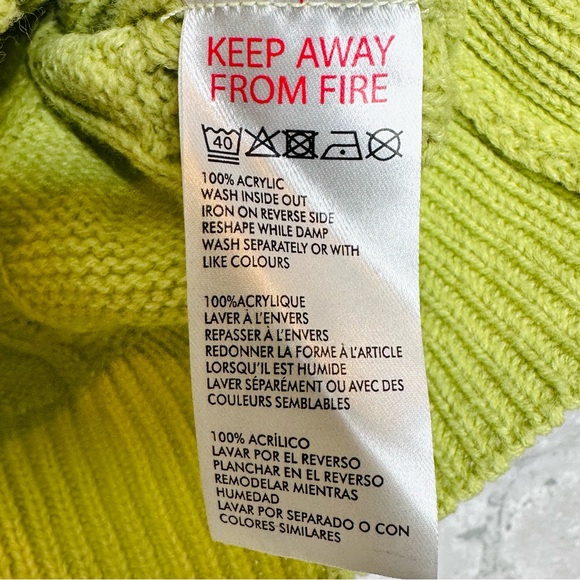 KEEP AWAY
FROM FIRE
40
100% ACRYLIC
WASH INSIDE OUT
IRON ON REVERSE SIDE
RESHAPE WHILE DAMP
WASH SEPARATELY OR WITH
LIKE COLOURS
100%ACRYLIQUE
LAVER À L'ENVERS
REPASSER À L'ENVERS
REDONNER LA FORME À L'ARTICLE
LORSQU'IL EST HUMIDE
LAVER SÉPARÉMENT OU AVEC DES
COULEURS SEMBLABLES
100% ACRÍLICO
LAVAR POR EL REVERSO
PLANCHAR EN EL REVERSO
REMODELAR MIENTRAS
HUMEDAD
LAVAR POR SEPARADO O CON
COLORES SIMILARES